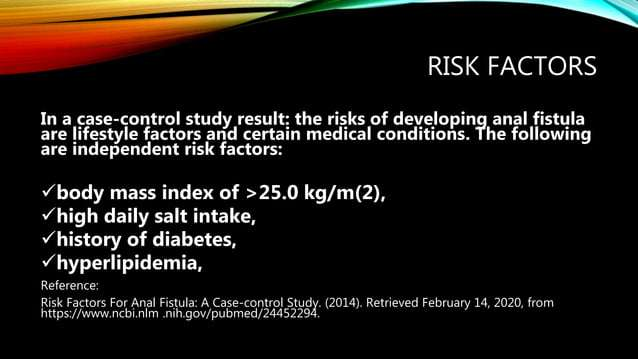 RISK FACTORS
In a case-control study result: the risks of developing anal fistula
are lifestyle factors and certain medical conditions. The following
are independent risk factors:
✓body mass index of >25.0 kg/m(2),
✓high daily salt intake,
✓history of diabetes,
✓hyperlipidemia,
Reference:
Risk Factors For Anal Fistula: A Case-control Study. (2014). Retrieved February 14, 2020, from
https://www.ncbi.nlm .nih.gov/pubmed/24452294.